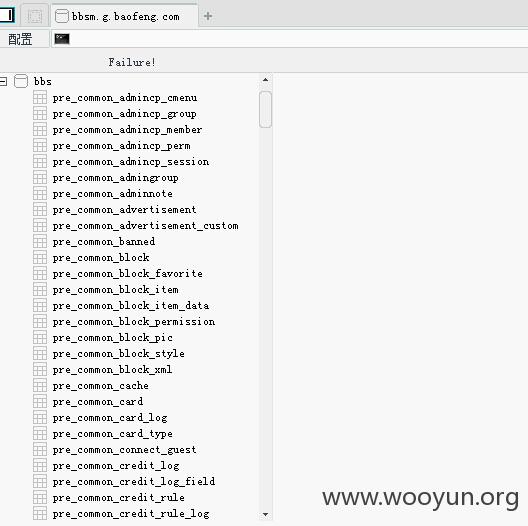 bbsm.g.baofeng.com
配置
Failure!
bbs
pre_common_admincp_cmenu
pre_common_admincp_group
pre_common_admincp_member
pre_common_admincp_perm
pre_common_admincp_session
pre_common_admingroup
pre_common_adminnote
pre_common_advertisement
pre_common_advertisement_custom
pre_common_banned
pre_common_block
pre_common_block_favorite
pre_common_block_item
pre_common_block_item_data
pre_common_block_permission
pre_common_block_pic
pre_common_block_style
pre_common_block_xml
pre_common_cache
pre_common_card
pre_common_card_log
pre_common_card_type
pre_common_connect_guest
pre_common_credit_log
pre_common_credit_log_field
pre_common_credit_rule
pre_common_credit_rule_log
www.wooyun.org